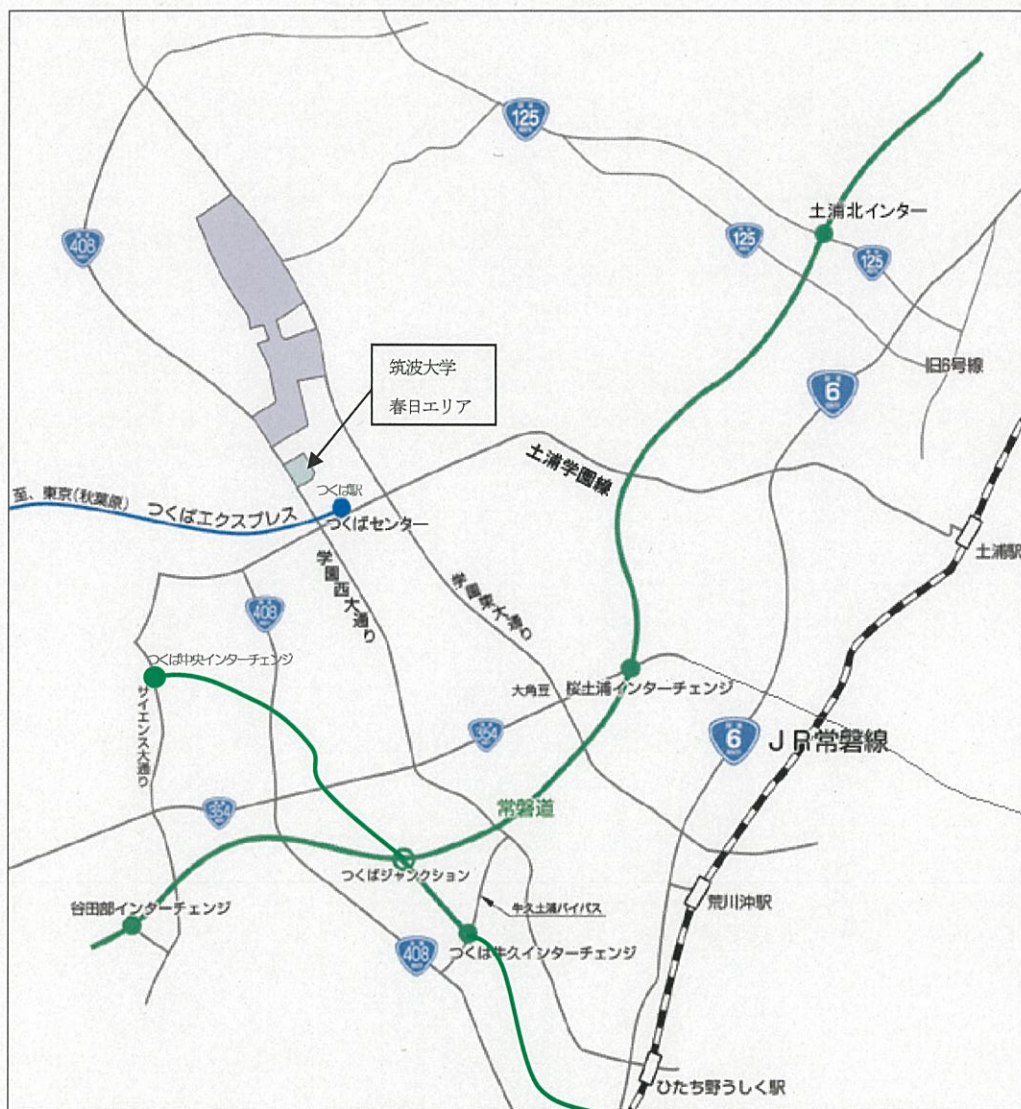 125
土浦北インター
408
125
125
筑波大学
春日エリア
旧6号線
6
土浦学園線
つくば駅
至、東京(秋葉原)
つくばエクスプレス
つくばセンター
土浦駅
学園西大通り
学園東大通り
408
つくば中央インターチェンジ
サイエンス大通り
大角豆
桜土浦インターチェンジ
354
6
JR常磐線
354
常磐道
つくばジャンクション
谷田部インターチェンジ
牛久土浦バイパス
荒川沖駅
408
つくば牛久インターチェンジ
ひたち野うしく駅